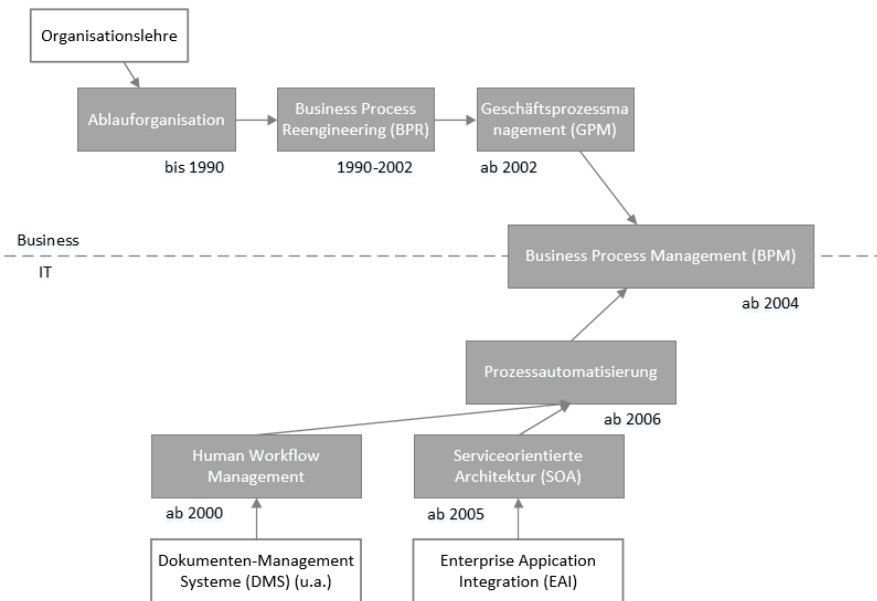 Organisationslehre
Ablauforganisation
bis 1990
Business Process
Reengineering (BPR)
1990-2002
Geschäftsprozessma
nagement (GPM)
ab 2002
Business
IT
Business Process Management (BPM)
ab 2004
Prozessautomatisierung
ab 2006
Human Workflow
Management
ab 2000
Serviceorientierte
Architektur (SOA)
ab 2005
Dokumenten-Management
Systeme (DMS) (u.a.)
Enterprise Appication
Integration (EAI)